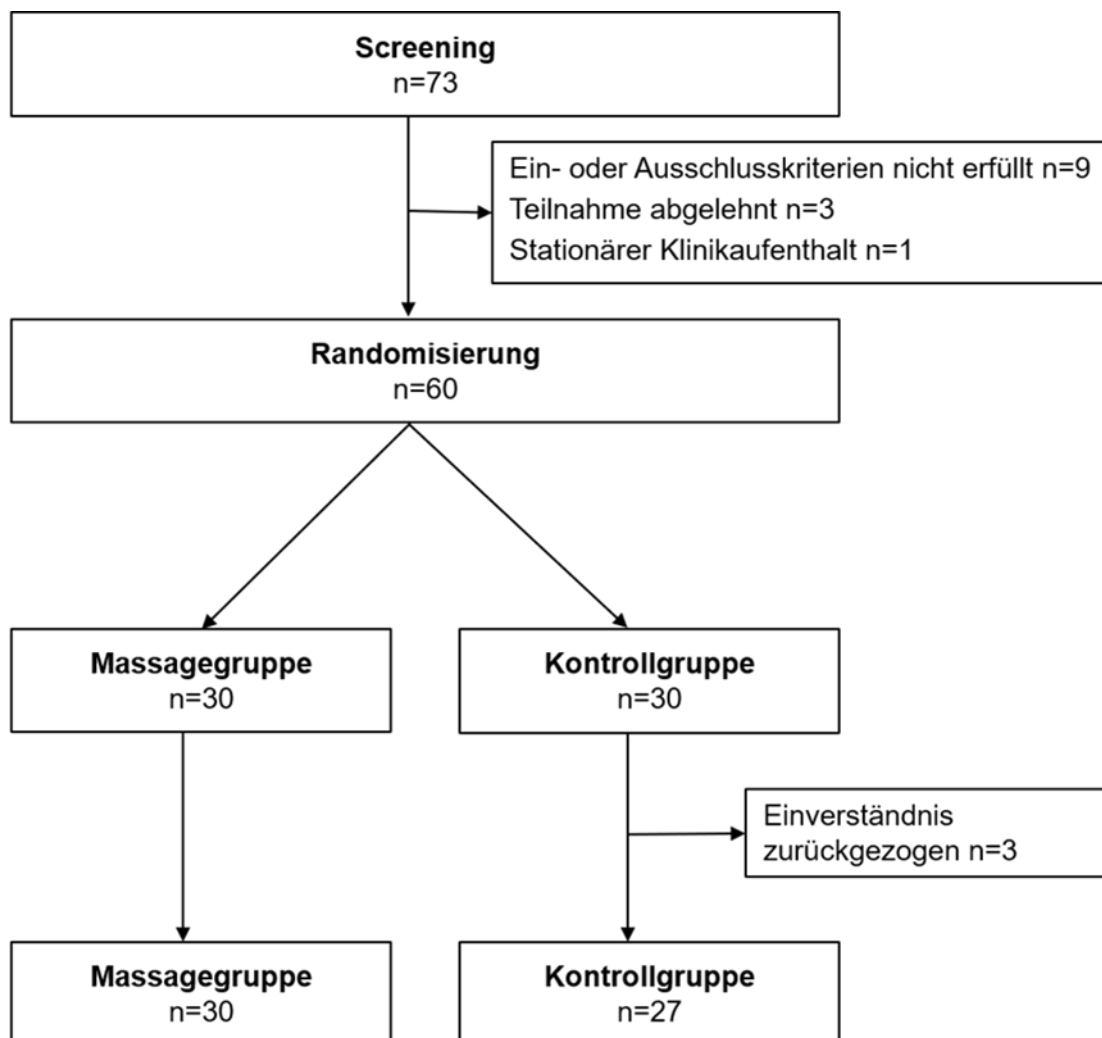 Screening
n=73
Ein- oder Ausschlusskriterien nicht erfüllt n=9
Teilnahme abgelehnt n=3
Stationärer Klinikaufenthalt n=1
Randomisierung
n=60
Massagegruppe
n=30
Kontrollgruppe
n=30
Einverständnis
zurückgezogen n=3
Massagegruppe
n=30
Kontrollgruppe
n=27